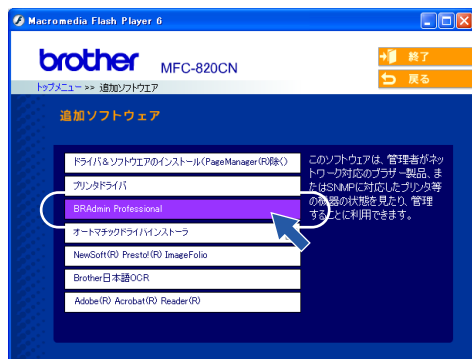 Macromedia Flash Player 6
brother
MFC-820CN
終了
戻る
トップメニュー >> 追加ソフトウェア
追加ソフトウェア
ドライバ&ソフトウエアのインストール(PageManager(R)除く)
プリンタドライバ
BRAdmin Professional
オートマチックドライバインストーラ
NewSoft(R) Presto!(R) ImageFolio
Brother日本語OCR
Adobe(R) Acrobat(R) Reader(R)
このソフトウェアは、管理者がネッ
トワーク対応のブラザー製品、ま
たはSNMPに対応したプリンタ等
の機器の状態を見たり、管理
することに利用できます。